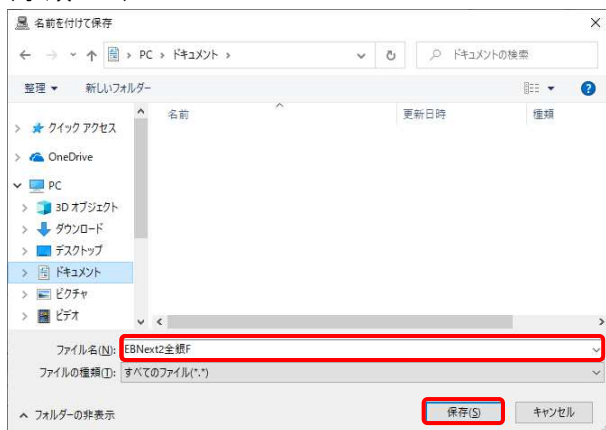 名前を付けて保存
PC › ドキュメント ›
ドキュメントの検索
整理 ▼ 新しいフォルダー
名前 更新日時 種類
クイック アクセス
OneDrive
PC
3D オブジェクト
ダウンロード
デスクトップ
ドキュメント
ピクチャ
ビデオ
ファイル名(N): EBNext2全銀F
ファイルの種類(T): すべてのファイル(*.*)
フォルダーの非表示 保存(S) キャンセル